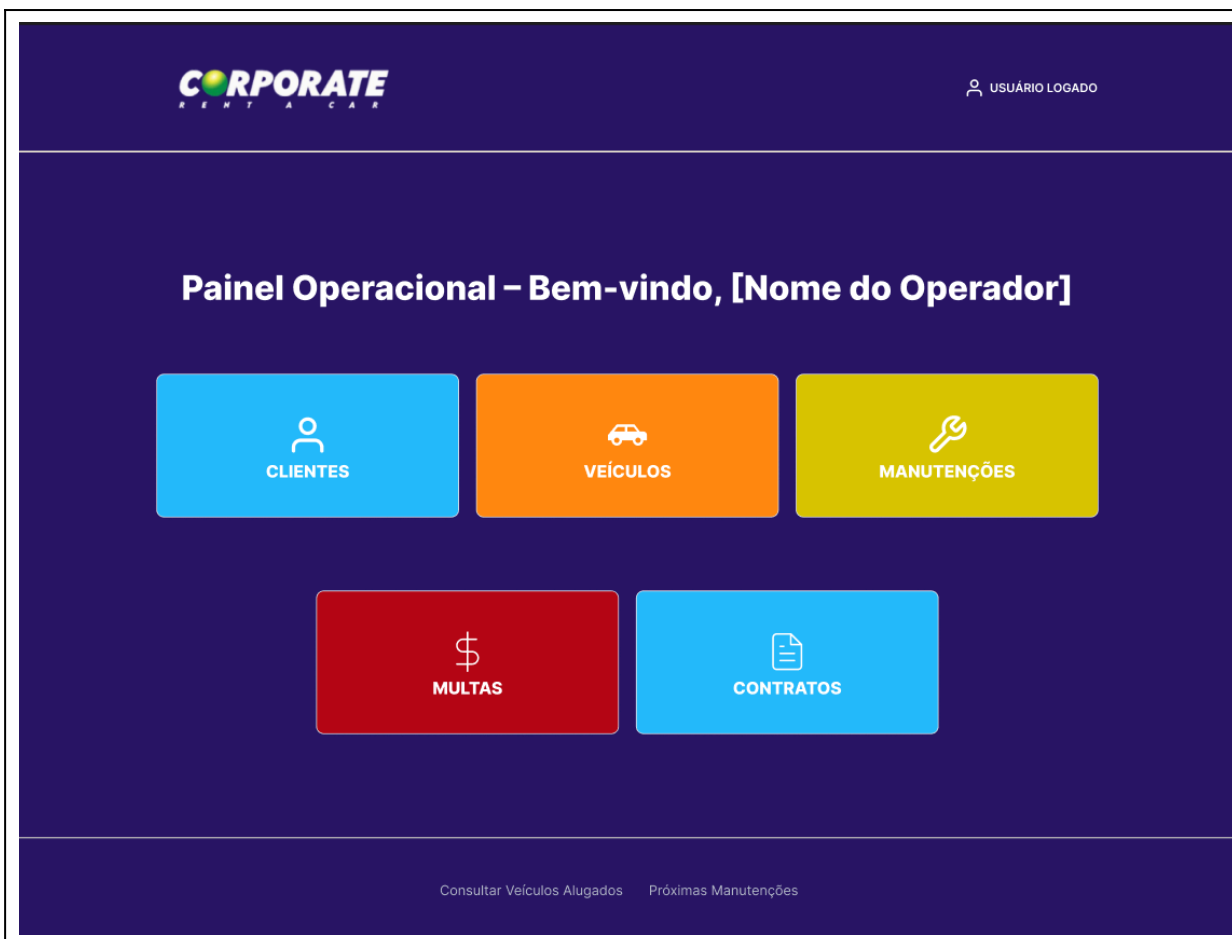 CORPORATE
RENT A CAR
USUÁRIO LOGADO
Painel Operacional – Bem-vindo, [Nome do Operador]
CLIENTES
VEÍCULOS
MANUTENÇÕES
MULTAS
CONTRATOS
Consultar Veículos Alugados
Próximas Manutenções